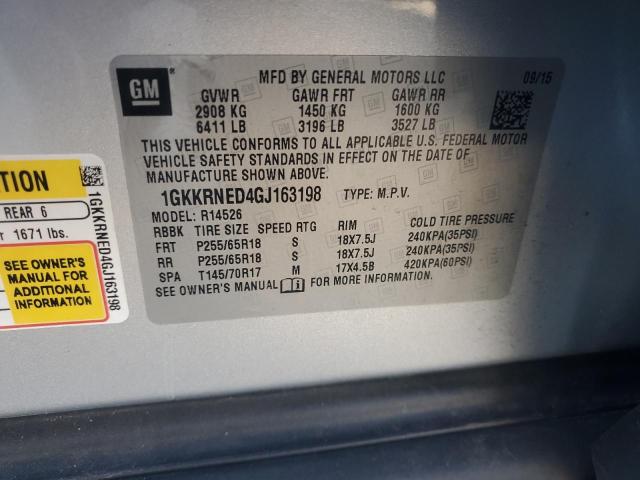 GM
MFD BY GENERAL MOTORS LLC 09/15
GVWR GAWR FRT GAWR RR
2908 KG 1450 KG 1600 KG
6411 LB 3196 LB 3527 LB
THIS VEHICLE CONFORMS TO ALL APPLICABLE U.S. FEDERAL MOTOR
VEHICLE SAFETY STANDARDS IN EFFECT ON THE DATE OF
MANUFACTURE SHOWN ABOVE.
1GKKRNED4GJ163198 TYPE: M.P.V.
MODEL: R14526
RBBK TIRE SIZE SPEED RTG RIM COLD TIRE PRESSURE
FRT P255/65R18 S 18X7.5J 240KPA(35PSI)
RR P255/65R18 S 18X7.5J 240KPA(35PSI)
SPA T145/70R17 M 17X4.5B 420KPA(60PSI)
SEE OWNER'S MANUAL FOR MORE INFORMATION.
TION
REAR 6
1671 lbs.
SEE OWNER'S
MANUAL FOR
ADDITIONAL
INFORMATION
1GKKRNED4GJ163198